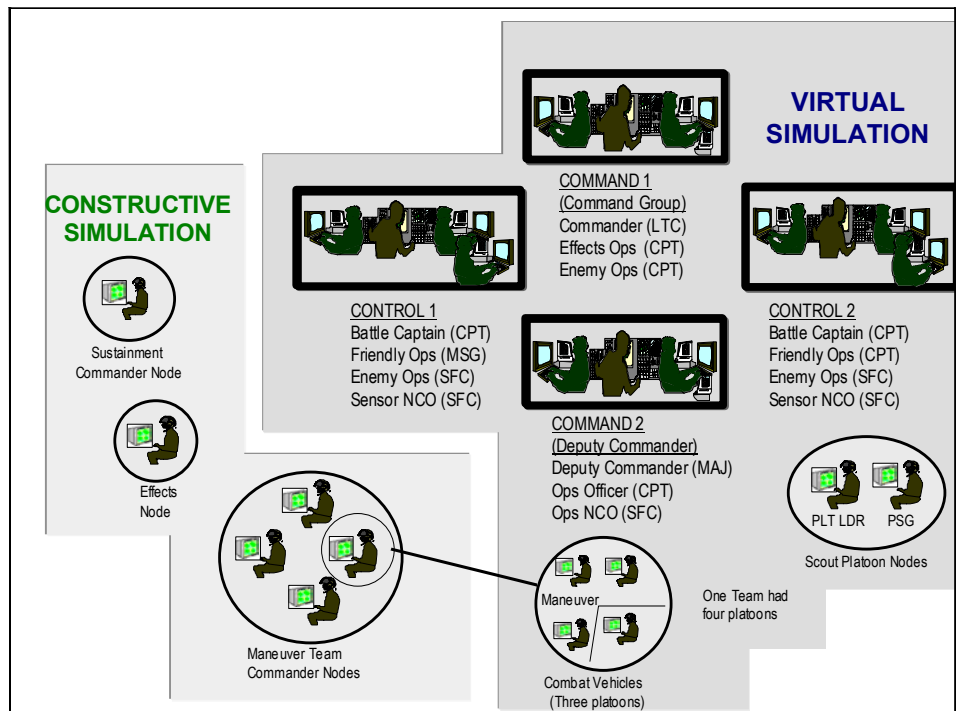 VIRTUAL
SIMULATION
COMMAND 1
(Command Group)
Commander (LTC)
Effects Ops (CPT)
Enemy Ops (CPT)
CONSTRUCTIVE
SIMULATION
CONTROL 1
Battle Captain (CPT)
Friendly Ops (MSG)
Enemy Ops (SFC)
Sensor NCO (SFC)
CONTROL 2
Battle Captain (CPT)
Friendly Ops (CPT)
Enemy Ops (SFC)
Sensor NCO (SFC)
Sustainment
Commander Node
COMMAND 2
(Deputy Commander)
Deputy Commander (MAJ)
Ops Officer (CPT)
Ops NCO (SFC)
Effects
Node
PLT LDR
PSG
Scout Platoon Nodes
Maneuver
One Team had
four platoons
Maneuver Team
Commander Nodes
Combat Vehicles
(Three platoons)